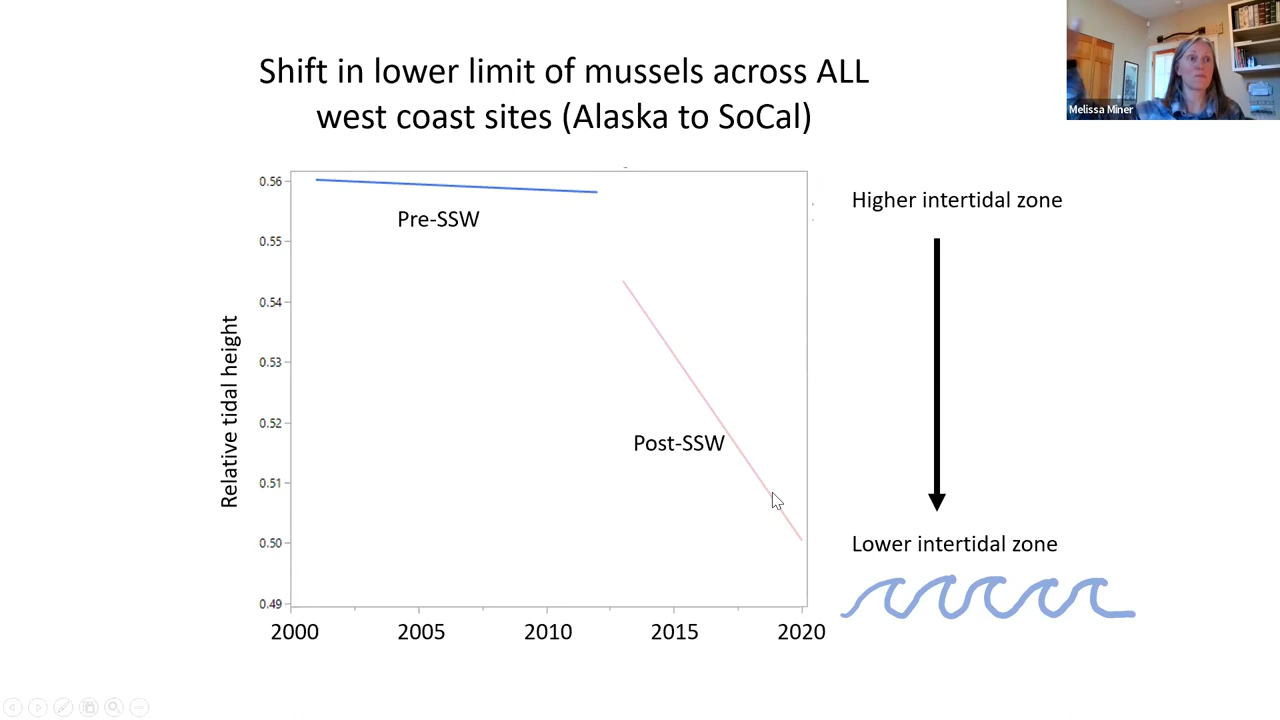 Shift in lower limit of mussels across ALL
west coast sites (Alaska to SoCal)
Melissa Miner
Relative tidal height
0.56
0.55
0.54
0.53
0.52
0.51
0.50
0.49
Pre-SSW
Post-SSW
2000
2005
2010
2015
2020
Higher intertidal zone
Lower intertidal zone